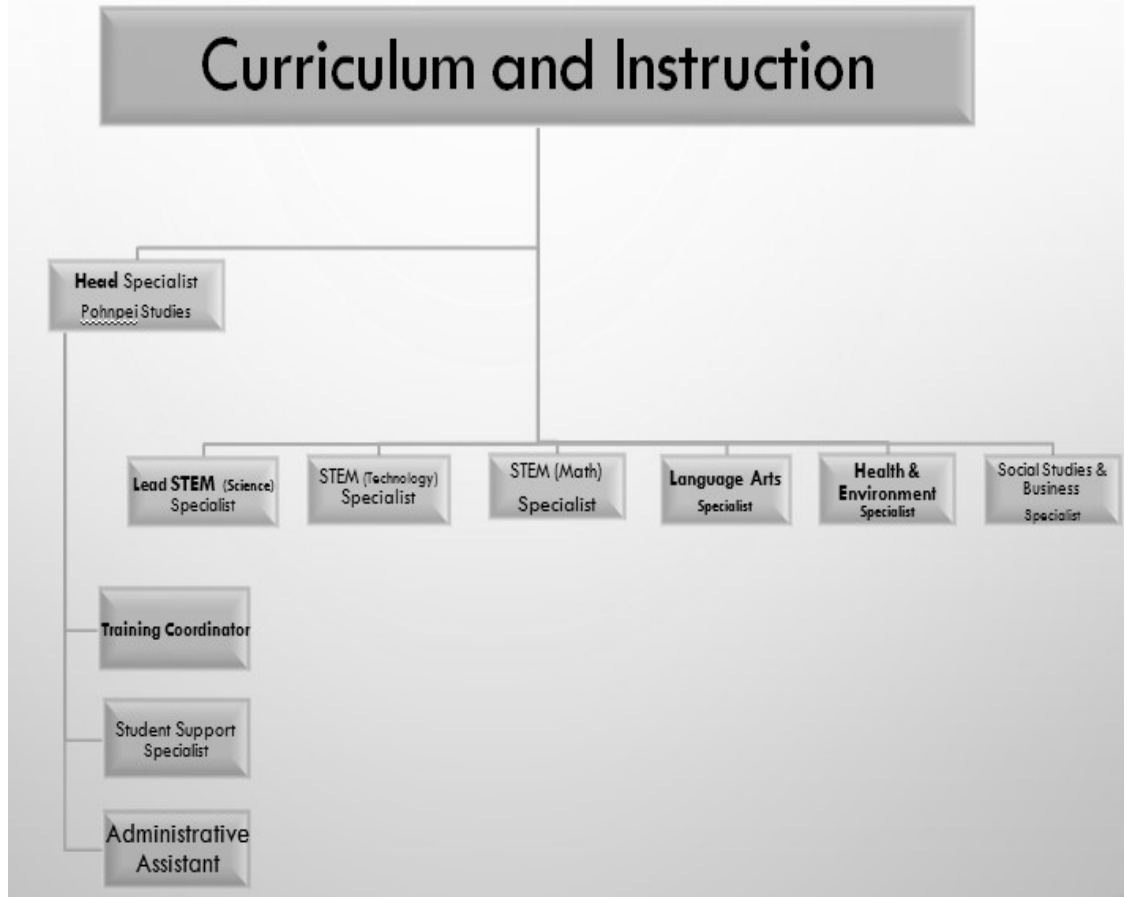 Curriculum and Instruction
Head Specialist
Pohnpei Studies
Lead STEM (Science)
Specialist
STEM (Technology)
Specialist
STEM (Math)
Specialist
Language Arts
Specialist
Health &
Environment
Specialist
Social Studies &
Business
Specialist
Training Coordinator
Student Support
Specialist
Administrative
Assistant